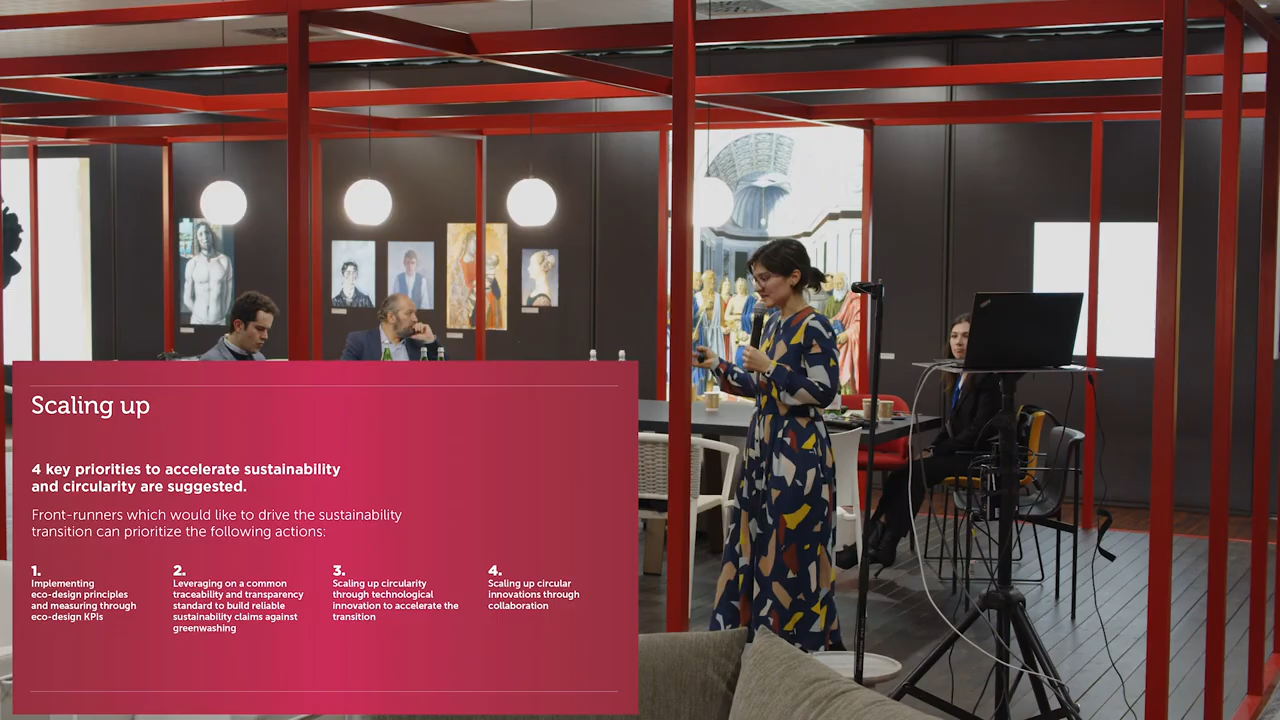 Scaling up
4 key priorities to accelerate sustainability
and circularity are suggested.
Front-runners which would like to drive the sustainability
transition can prioritize the following actions:
1.
Implementing
eco-design principles
and measuring through
eco-design KPIs
2.
Leveraging on a common
traceability and transparency
standard to build reliable
sustainability claims against
greenwashing
3.
Scaling up circularity
through technological
innovation to accelerate the
transition
4.
Scaling up circular
innovations through
collaboration